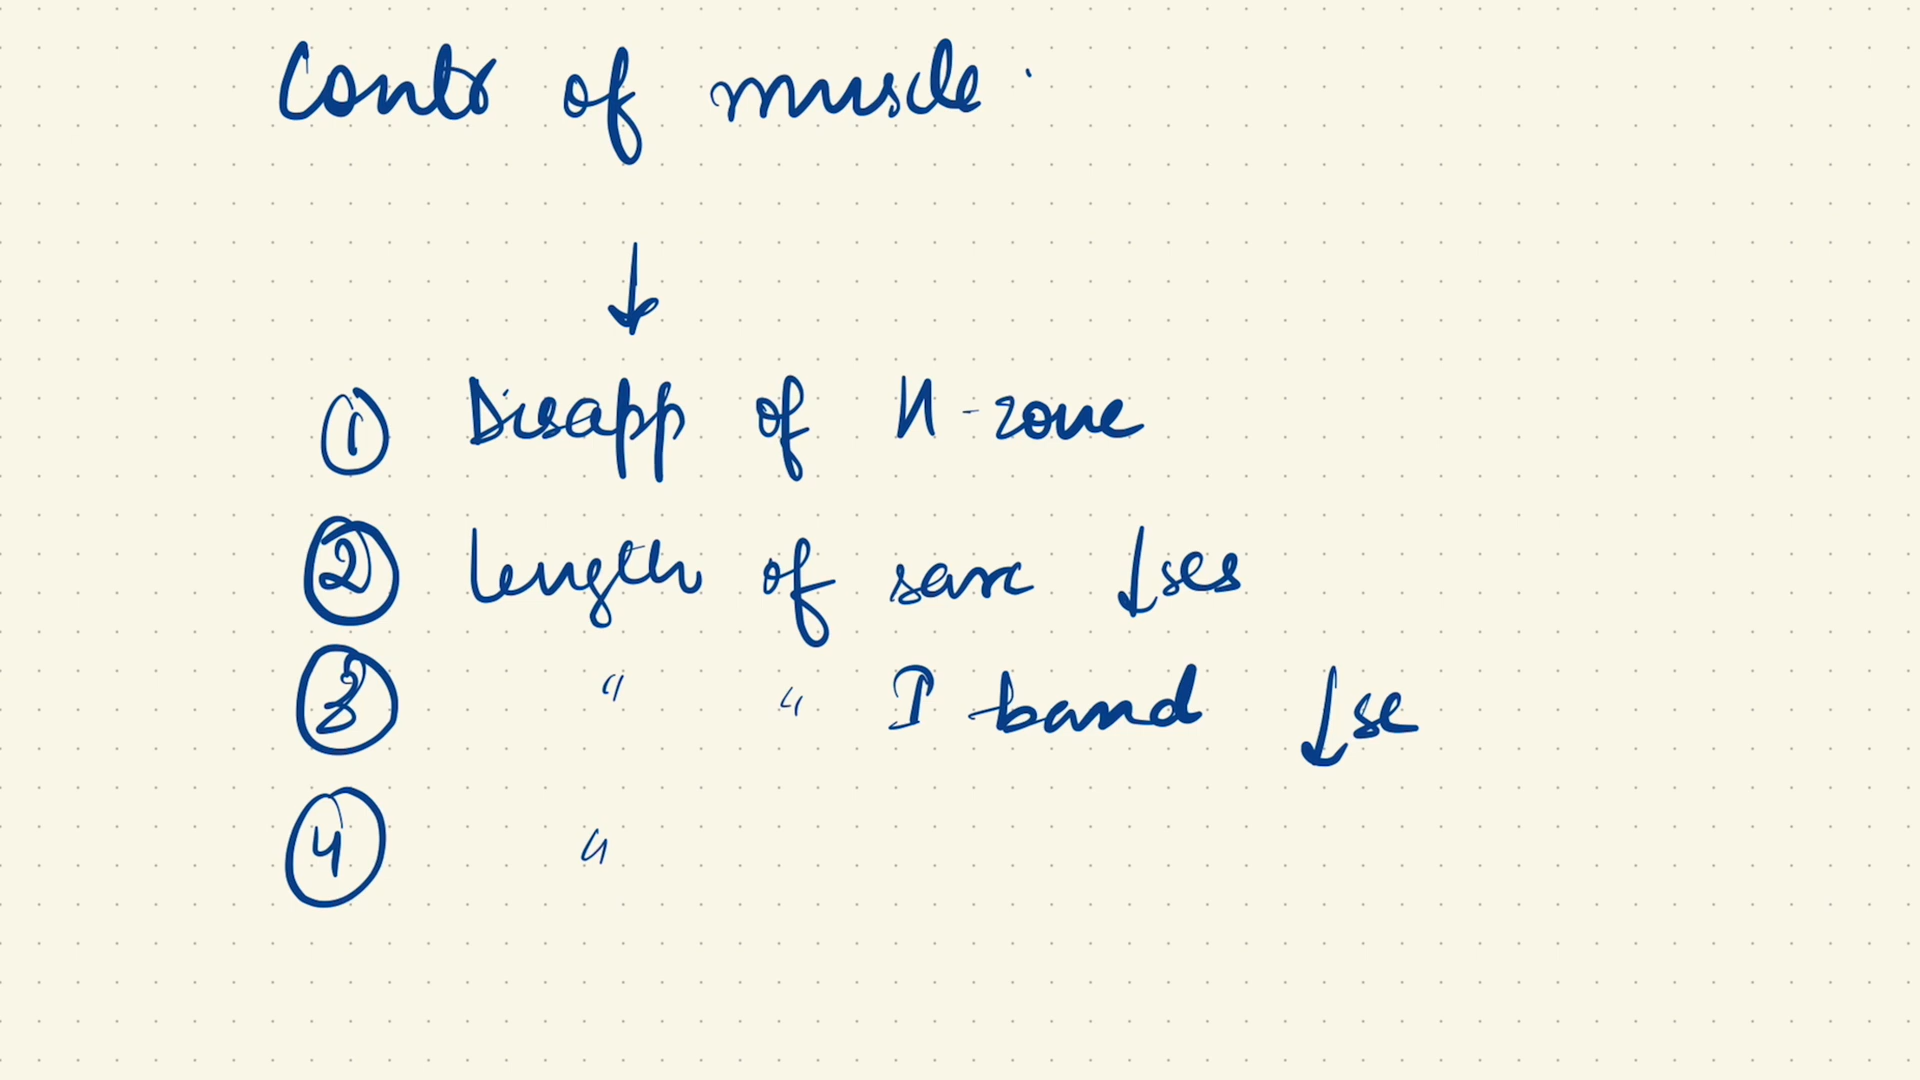 Contr of muscle
↓
① Disapp of H-zone
② length of sarc ↓ses
③ " " I band ↓se
④ "